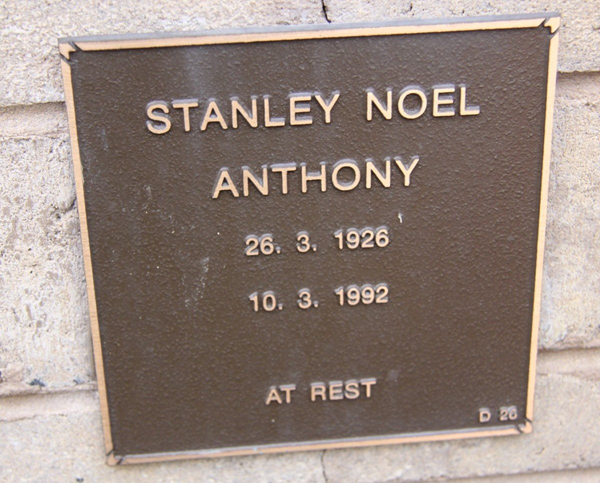 STANLEY NOEL
ANTHONY
26. 3. 1926
10. 3. 1992
AT REST
D 26